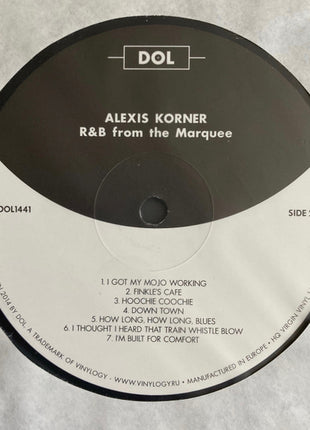 DOL
ALEXIS KORNER
R&B from the Marquee
DOL1441
SIDE
1. I GOT MY MOJO WORKING
2. FINKLE'S CAFE
3. HOOCHIE COOCHIE
4. DOWN TOWN
5. HOW LONG, HOW LONG, BLUES
6. I THOUGHT I HEARD THAT TRAIN WHISTLE BLOW
7. I'M BUILT FOR COMFORT
2014 BY DOL, A TRADEMARK OF VINYLOGY • WWW.VINYLOGY.RU • MANUFACTURED IN EUROPE • HQ VIRGIN VINYL